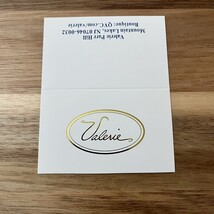 Valerie Parr Hill
Mountain Lakes, NJ 07046-0032
Boutique: QVC.com/valerie
Valerie